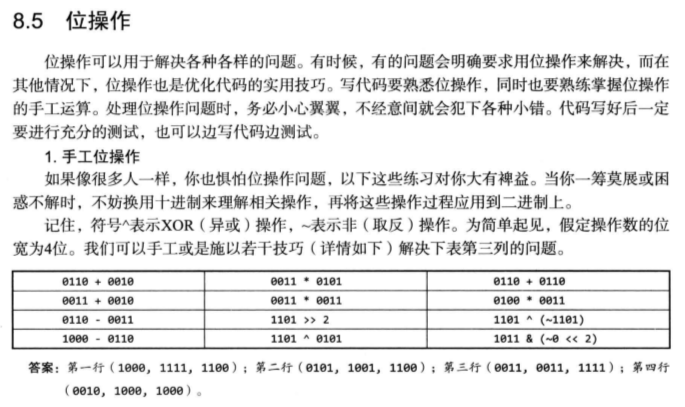 8.5 位操作
位操作可以用于解决各种各样的问题。有时候，有的问题会明确要求用位操作来解决，而在
其他情况下，位操作也是优化代码的实用技巧。写代码要熟悉位操作，同时也要熟练掌握位操作
的手工运算。处理位操作问题时，务必小心翼翼，不经意间就会犯下各种小错。代码写好后一定
要进行充分的测试，也可以边写代码边测试。
1. 手工位操作
如果像很多人一样，你也惧怕位操作问题，以下这些练习对你大有裨益。当你一筹莫展或困
惑不解时，不妨换用十进制来理解相关操作，再将这些操作过程应用到二进制上。
记住，符号^表示XOR（异或）操作，~表示非（取反）操作。为简单起见，假定操作数的位
宽为4位。我们可以手工或是施以若干技巧（详情如下）解决下表第三列的问题。
0110 + 0010 0011 * 0101 0110 + 0110
0011 + 0010 0011 * 0011 0100 * 0011
0110 - 0011 1101 >> 2 1101 ^ (~1101)
1000 - 0110 1101 ^ 0101 1011 & (~0 << 2)
答案：第一行（1000, 1111, 1100）；第二行（0101, 1001, 1100）；第三行（0011, 0011, 1111）；第四行
（0010, 1000, 1000）。